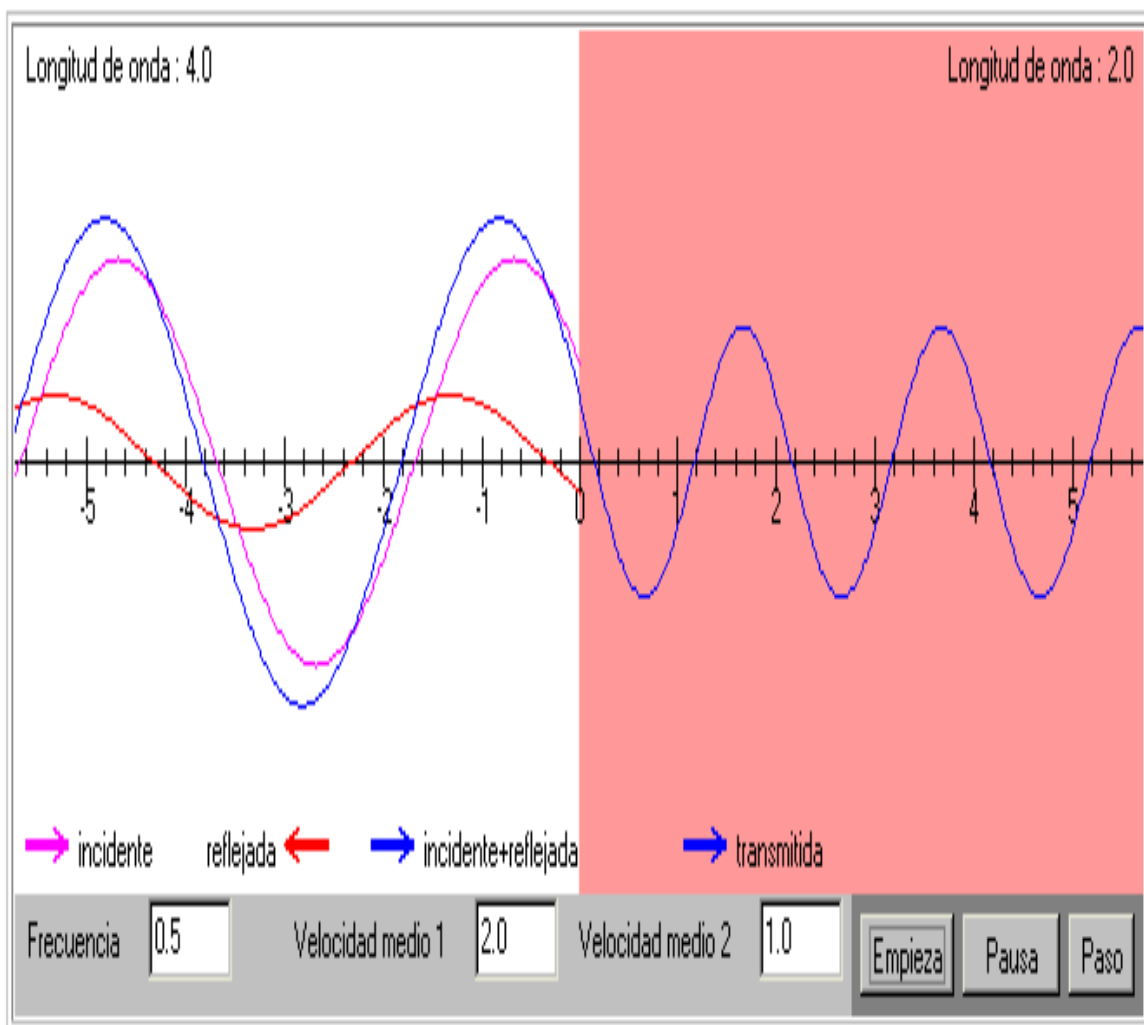 Longitud de onda : 4.0 Longitud de onda : 2.0
-5 -4 -3 -2 -1 0 1 2 3 4 5
incidente reflejada incidente+reflejada transmitida
Frecuencia 0.5 Velocidad medio 1 2.0 Velocidad medio 2 1.0 Empieza Pausa Paso